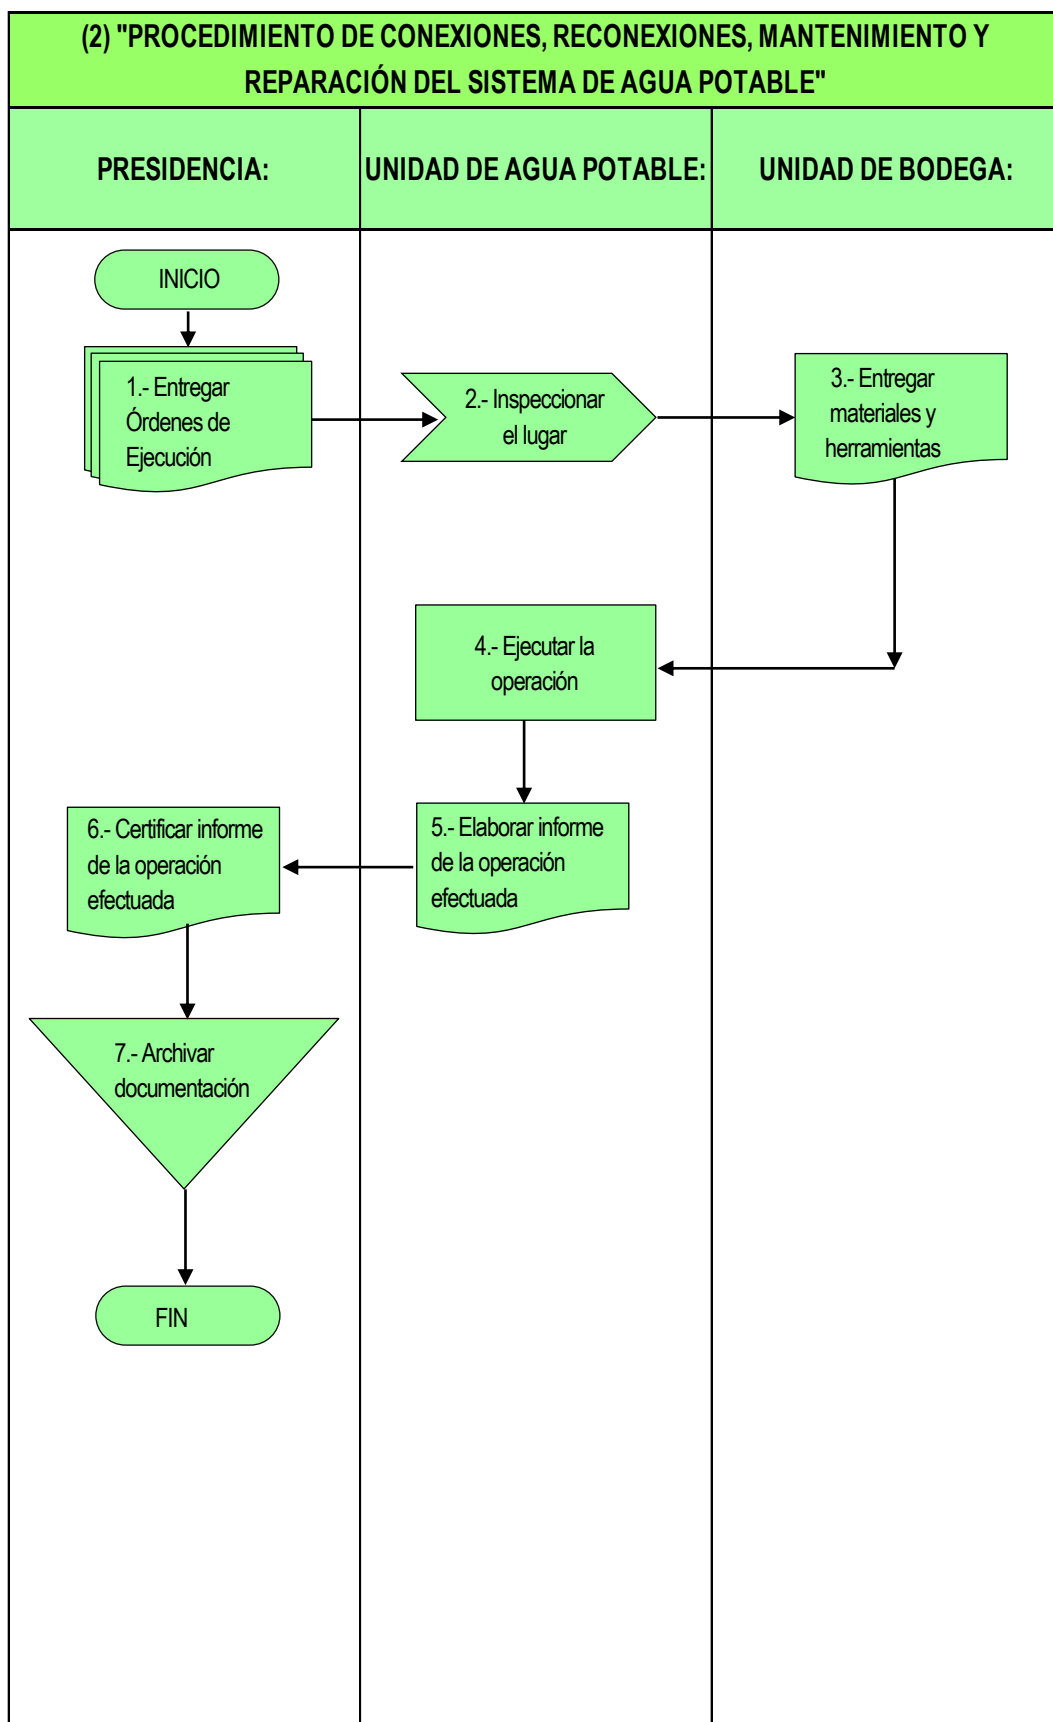 (2) "PROCEDIMIENTO DE CONEXIONES, RECONEXIONES, MANTENIMIENTO Y
REPARACIÓN DEL SISTEMA DE AGUA POTABLE"
PRESIDENCIA:
UNIDAD DE AGUA POTABLE:
UNIDAD DE BODEGA:
INICIO
1.- Entregar
Órdenes de
Ejecución
2.- Inspeccionar
el lugar
3.- Entregar
materiales y
herramientas
4.- Ejecutar la
operación
5.- Elaborar informe
de la operación
efectuada
6.- Certificar informe
de la operación
efectuada
7.- Archivar
documentación
FIN